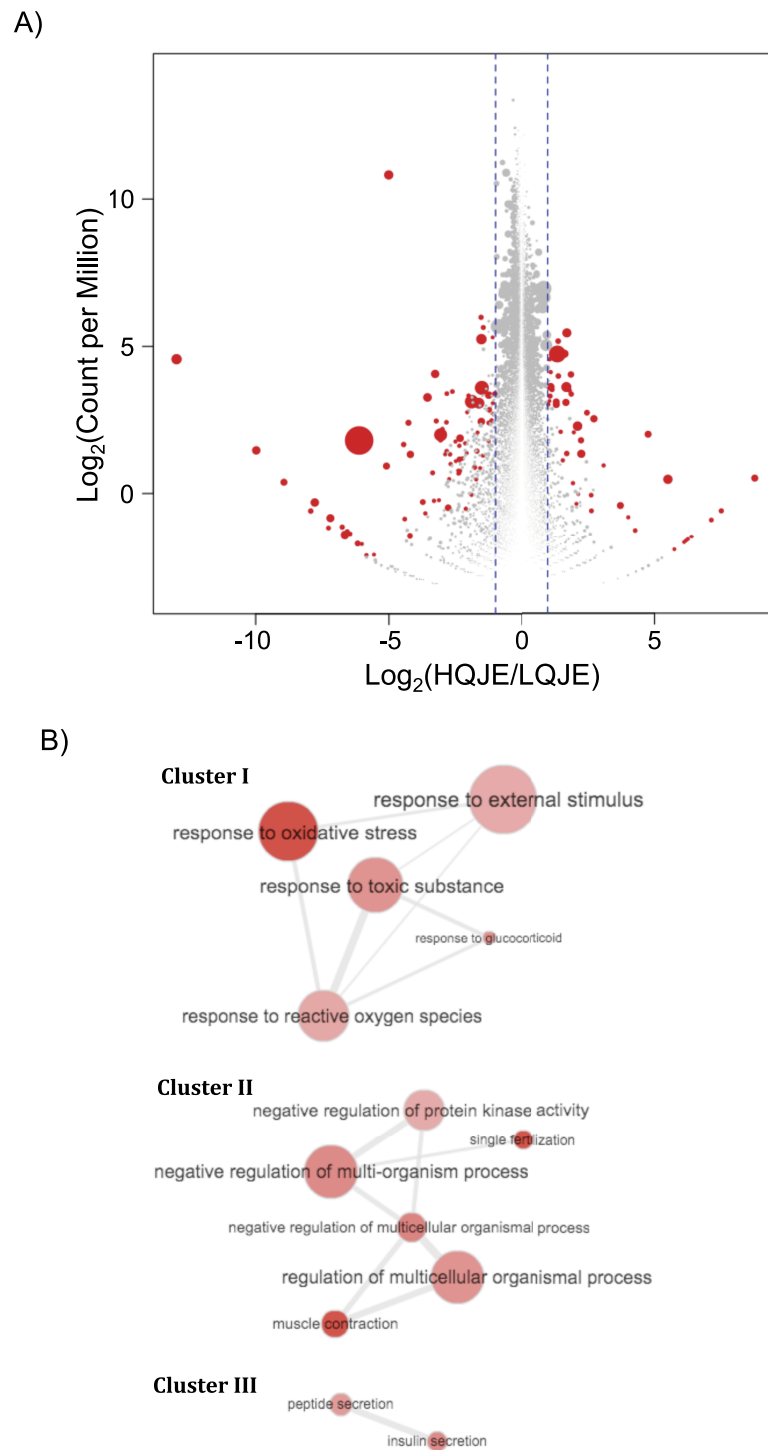 A)
10
5
0
Log₂(Count per Million)
-10
-5
0
5
Log₂(HQJE/LQJE)
B)
Cluster I
response to external stimulus
response to oxidative stress
response to toxic substance
response to glucocorticoid
response to reactive oxygen species
Cluster II
negative regulation of protein kinase activity
single fertilization
negative regulation of multi-organism process
negative regulation of multicellular organismal process
regulation of multicellular organismal process
muscle contraction
Cluster III
peptide secretion
insulin secretion